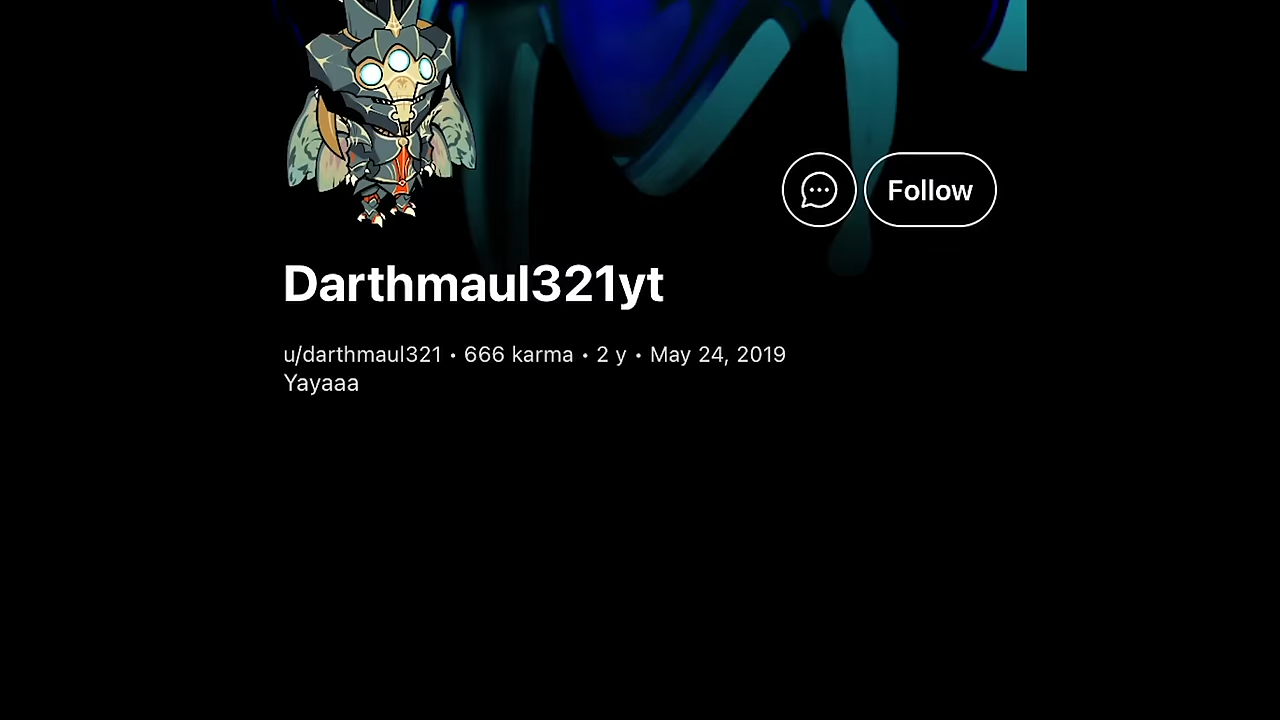 Follow
Darthmaul321yt
u/darthmaul321 • 666 karma • 2 y • May 24, 2019
Yayaaa